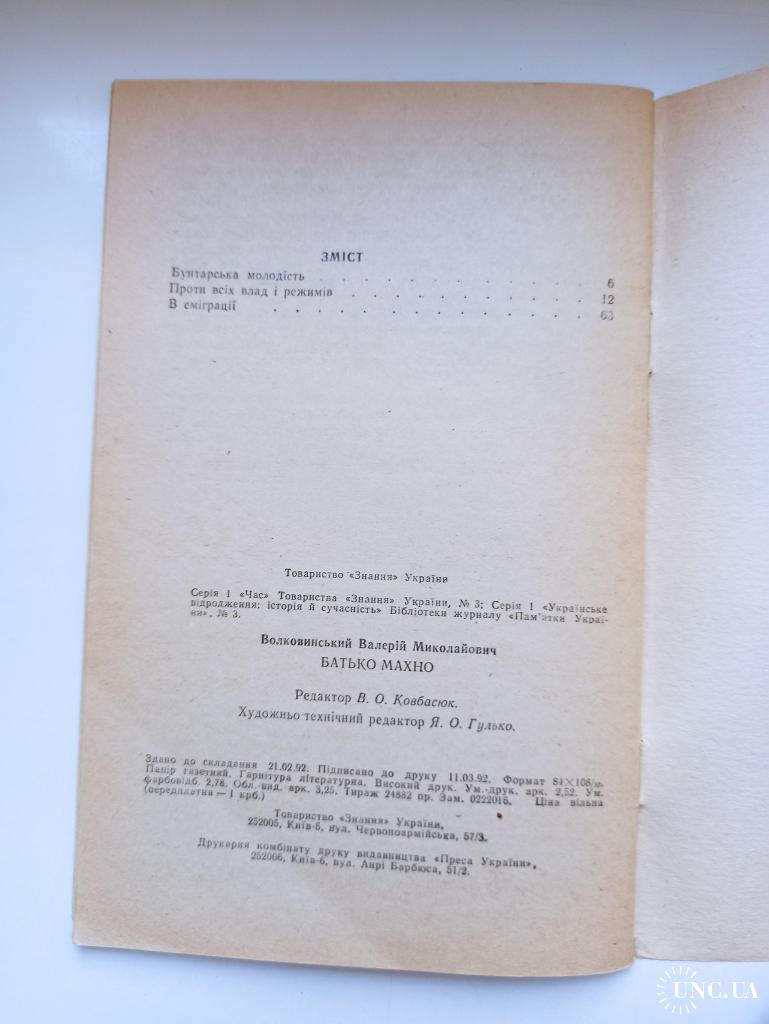 ЗМІСТ
Бунтарська молодість . . . . . . . . . . . . 6
Проти всіх влад і режимів . . . . . . . . . . . 12
В еміграції . . . . . . . . . . . . . . 63
Товариство «Знання» України
Серія 1 «Час» Товариства «Знання» України, № 3; Серія 1 «Українське
відродження: історія й сучасність» Бібліотеки журналу «Пам'ятки Украї-
ни», № 3.
Волковинський Валерій Миколайович
БАТЬКО МАХНО
Редактор В. О. Ковбасюк.
Художньо технічний редактор Я. О. Гулько.
Здано до складання 21.02.92. Підписано до друку 11.03.92. Формат 84×108/32.
Папір газетний. Гарнітура літературна. Високий друк. Ум.-друк. арк. 2,52. Ум.
фарбовідб. 2,78. Обл.-вид. арк. 3,25. Тираж 24882 пр. Зам. 0222016. Ціна вільна
(передплатна — 1 крб.)
Товариство «Знання» України,
252005, Київ-5, вул. Червоноармійська, 57/3.
Друкарня комбінату друку видавництва «Преса України»,
252006, Київ-6, вул. Анрі Барбюса, 51/2.
UNC.UA